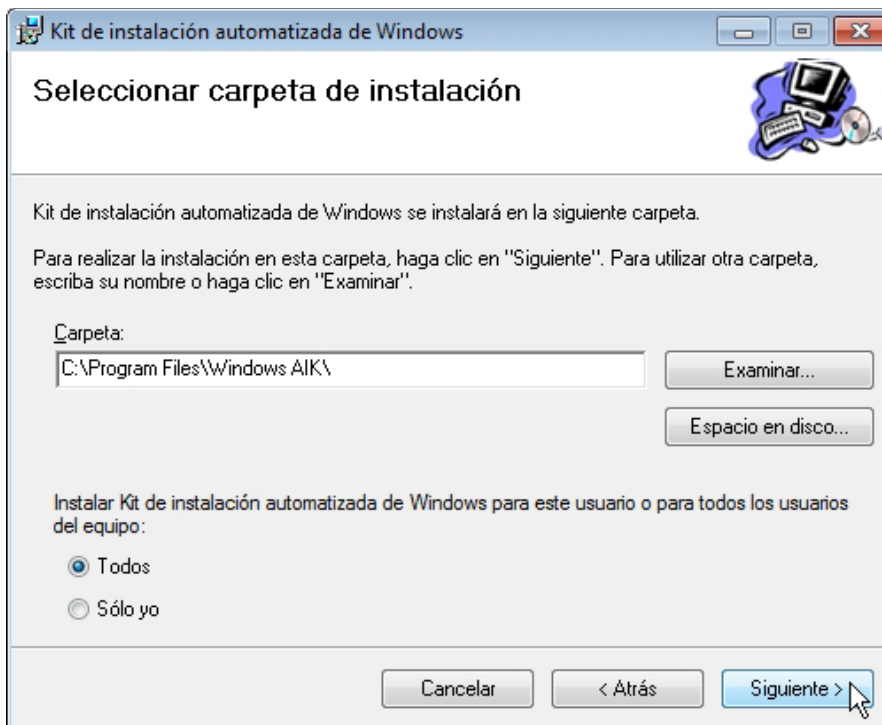 Kit de instalación automatizada de Windows
Seleccionar carpeta de instalación
Kit de instalación automatizada de Windows se instalará en la siguiente carpeta.
Para realizar la instalación en esta carpeta, haga clic en "Siguiente". Para utilizar otra carpeta,
escriba su nombre o haga clic en "Examinar".
Carpeta:
C:\Program Files\Windows AIK\
Examinar...
Espacio en disco...
Instalar Kit de instalación automatizada de Windows para este usuario o para todos los usuarios
del equipo:
Todos
Sólo yo
Cancelar
< Atrás
Siguiente >